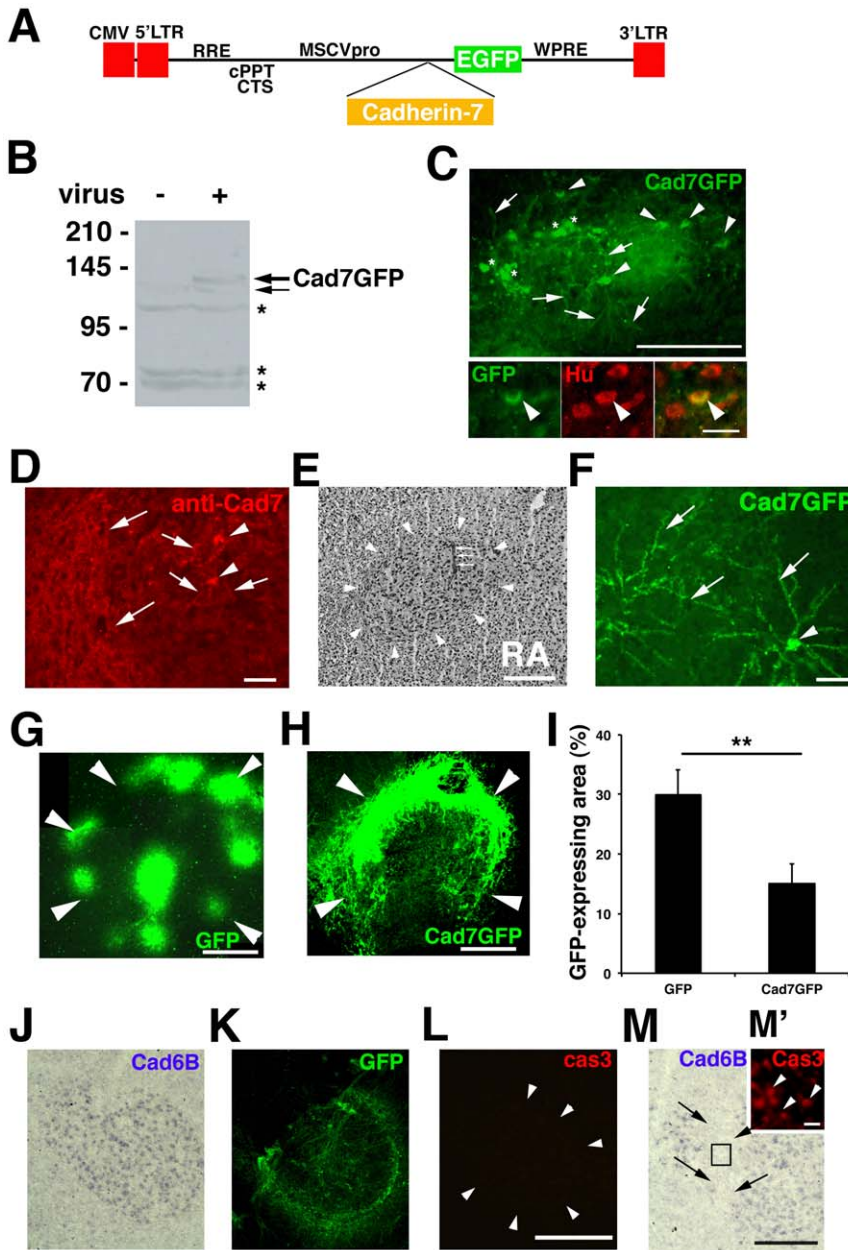 A
CMV 5'LTR RRE MSCVpro WPRE 3'LTR
cPPT
CTS
EGFP
Cadherin-7
B
virus - +
210 -
145 -
Cad7GFP
*
95 -
*
70 -
*
C
Cad7GFP
* *
*
*
GFP Hu
D
anti-Cad7
E
RA
F
Cad7GFP
G
GFP
H
Cad7GFP
I
GFP-expressing area (%)
40
**
30
20
10
0
GFP Cad7GFP
J
Cad6B
K
GFP
L
cas3
M
Cad6B
M'
Cas3